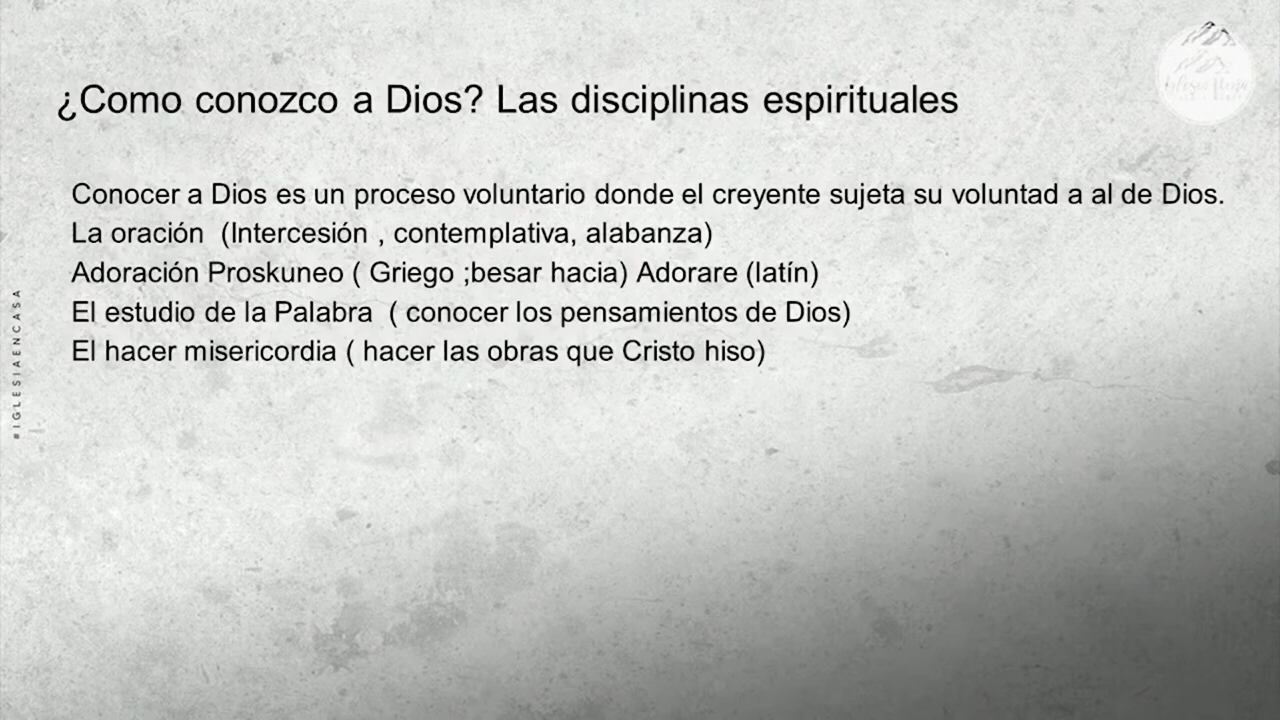 ¿Como conozco a Dios? Las disciplinas espirituales
Conocer a Dios es un proceso voluntario donde el creyente sujeta su voluntad a al de Dios.
La oración  (Intercesión , contemplativa, alabanza)
Adoración Proskuneo ( Griego ;besar hacia) Adorare (latín)
El estudio de la Palabra  ( conocer los pensamientos de Dios)
El hacer misericordia ( hacer las obras que Cristo hiso)
#IGLESIAENCASA